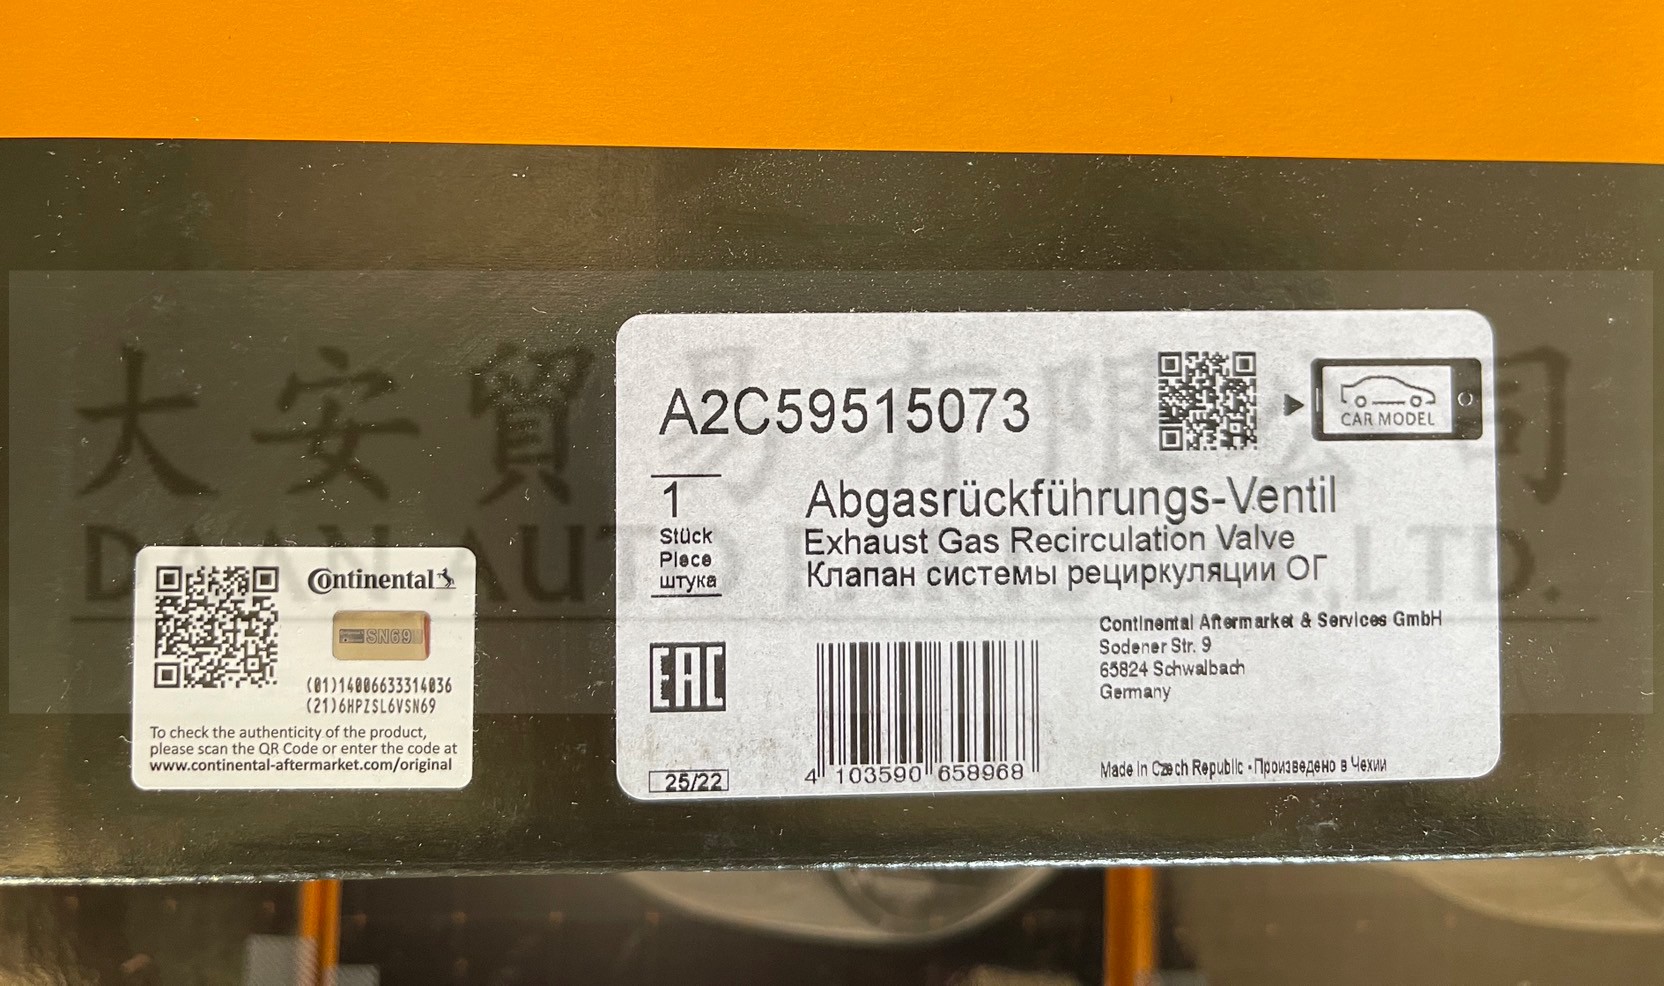 A2C59515073
CAR MODEL
1
Stück
Piece
штука
Abgasrückführungs-Ventil
Exhaust Gas Recirculation Valve
Клапан системы рециркуляции ОГ
Continental Aftermarket & Services GmbH
Sodener Str. 9
65824 Schwalbach
Germany
EAC
25/22
4 103590 658968
Made in Czech Republic • Произведено в Чехии
Continental
SN69
(01)14006633314036
(21)6HPZSL6VSN69
To check the authenticity of the product,
please scan the QR Code or enter the code at
www.continental-aftermarket.com/original
大安貿易有限公司
DAAN AUTO PARTS CO.,LTD.